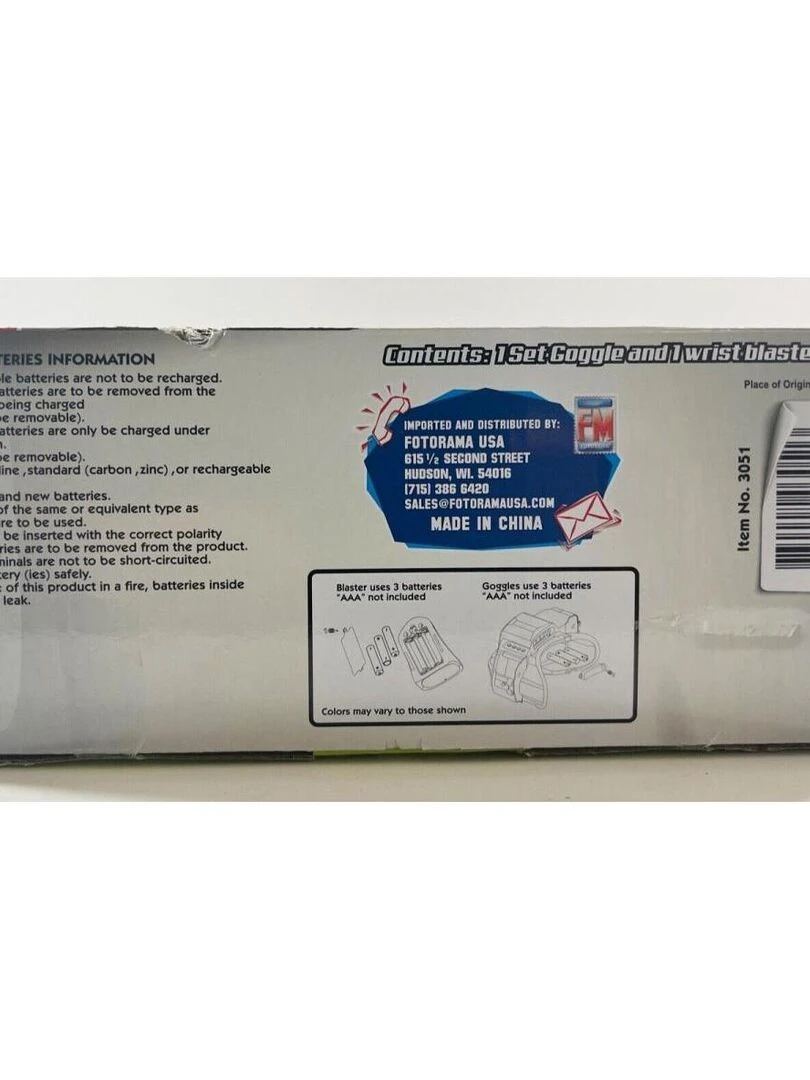 TERIES INFORMATION
le batteries are not to be recharged.
atteries are to be removed from the
being charged
be removable).
atteries are only be charged under
n.
be removable).
line ,standard (carbon ,zinc) ,or rechargeable
and new batteries.
of the same or equivalent type as
re to be used.
be inserted with the correct polarity
ries are to be removed from the product.
minals are not to be short-circuited.
tery (ies) safely.
of this product in a fire, batteries inside
leak.
Contents: 1 Set Goggle and 1 wrist blaste
Place of Origin
IMPORTED AND DISTRIBUTED BY:
FOTORAMA USA
615 1/2 SECOND STREET
HUDSON, WI. 54016
(715) 386 6420
SALES@FOTORAMAUSA.COM
MADE IN CHINA
FM
Item No. 3051
Blaster uses 3 batteries
"AAA" not included
Goggles use 3 batteries
"AAA" not included
Colors may vary to those shown